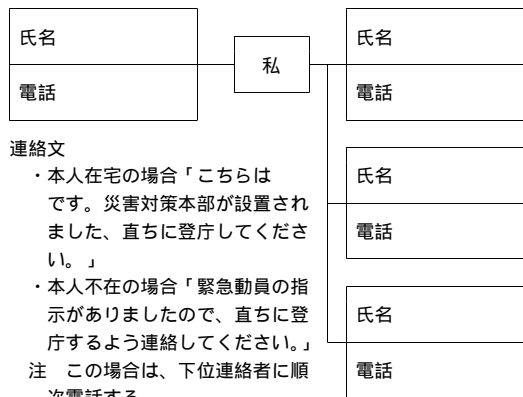 氏名
電話
私
氏名
電話
氏名
電話
氏名
電話
連絡文
・本人在宅の場合「こちらは
です。災害対策本部が設置され
ました、直ちに登庁してくださ
い。」
・本人不在の場合「緊急動員の指
示がありましたので、直ちに登
庁するよう連絡してください。」
注　この場合は、下位連絡者に順
次電話する